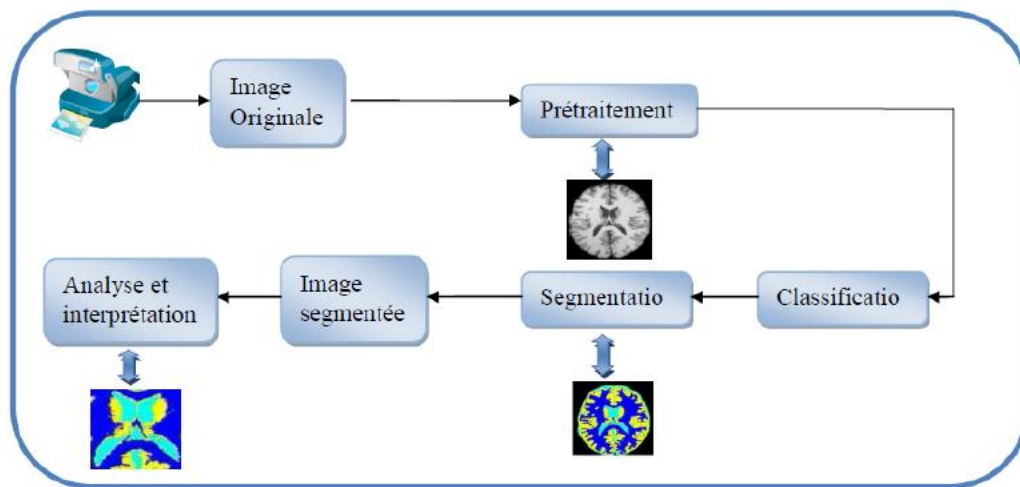 Image
Originale
Prétraitement
Classificatio
Segmentatio
Image
segmentée
Analyse et
interprétation